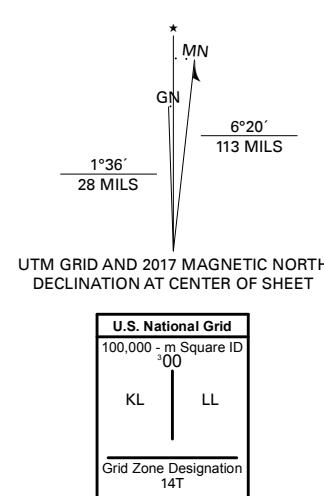 ★
MN
GN
6°20´
113 MILS
1°36´
28 MILS
UTM GRID AND 2017 MAGNETIC NORTH
DECLINATION AT CENTER OF SHEET
U.S. National Grid
100,000 - m Square ID
³00
KL LL
Grid Zone Designation
14T